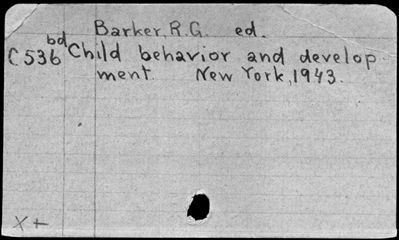 Barker, R.G. ed.
bd
C536 Child behavior and develop
ment. New York, 1943.
X+